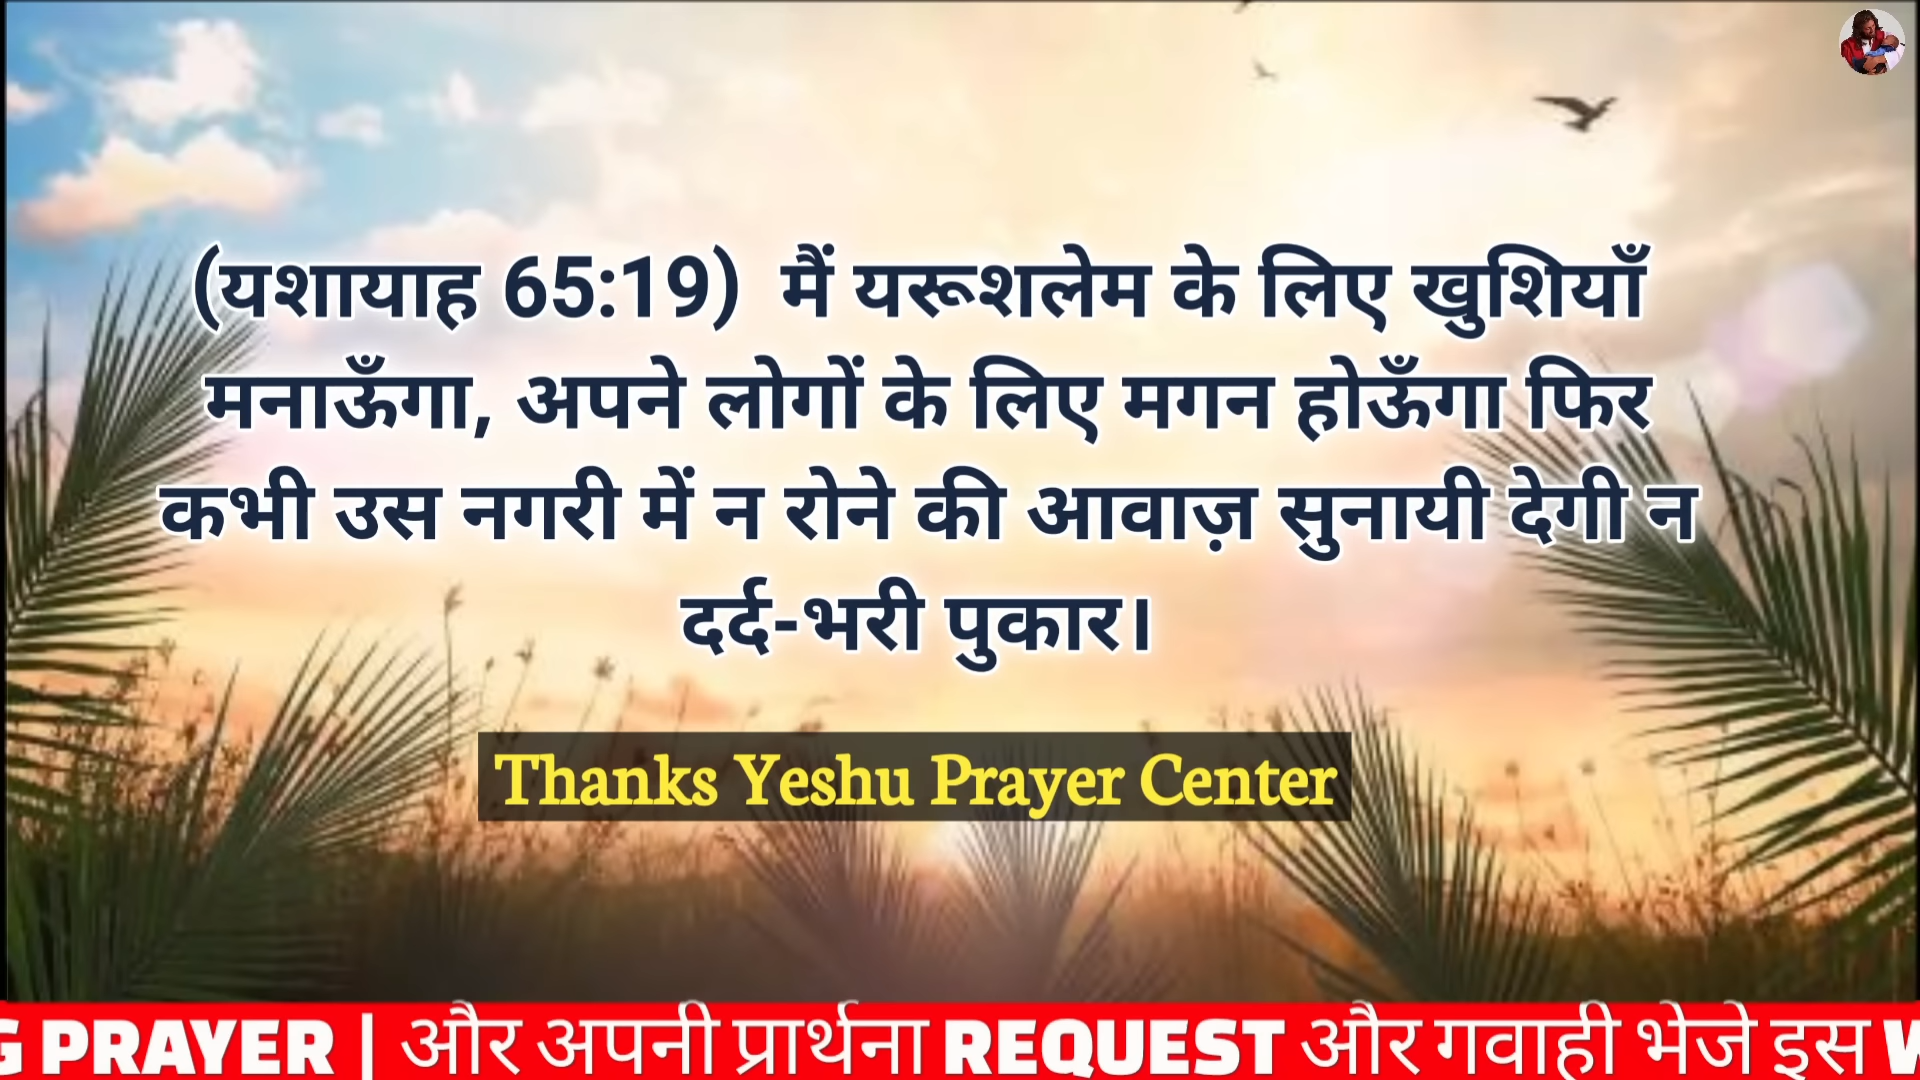 (यशायाह 65:19) मैं यरूशलेम के लिए खुशियाँ
मनाऊँगा, अपने लोगों के लिए मगन होऊँगा फिर
कभी उस नगरी में न रोने की आवाज़ सुनायी देगी न
दर्द-भरी पुकार।
Thanks Yeshu Prayer Center
G PRAYER | और अपनी प्रार्थना REQUEST और गवाही भेजे इस W